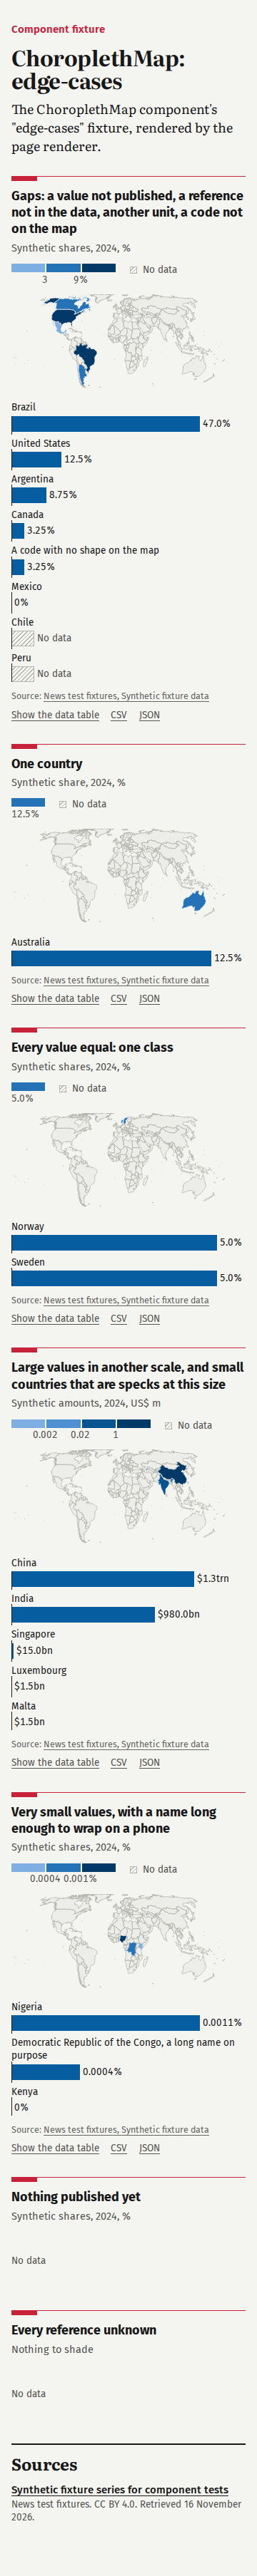 Component fixture
ChoroplethMap:
edge-cases
The ChoroplethMap component's
"edge-cases" fixture, rendered by the
page renderer.
Gaps: a value not published, a reference
not in the data, another unit, a code not
on the map
Synthetic shares, 2024, %
No data
3 9%
Brazil
47.0%
United States
12.5%
Argentina
8.75%
Canada
3.25%
A code with no shape on the map
3.25%
Mexico
0%
Chile
No data
Peru
No data
Source: News test fixtures, Synthetic fixture data
Show the data table CSV JSON
One country
Synthetic share, 2024, %
No data
12.5%
Australia
12.5%
Source: News test fixtures, Synthetic fixture data
Show the data table CSV JSON
Every value equal: one class
Synthetic shares, 2024, %
No data
5.0%
Norway
5.0%
Sweden
5.0%
Source: News test fixtures, Synthetic fixture data
Show the data table CSV JSON
Large values in another scale, and small
countries that are specks at this size
Synthetic amounts, 2024, US$ m
No data
0.002 0.02 1
China
$1.3trn
India
$980.0bn
Singapore
$15.0bn
Luxembourg
$1.5bn
Malta
$1.5bn
Source: News test fixtures, Synthetic fixture data
Show the data table CSV JSON
Very small values, with a name long
enough to wrap on a phone
Synthetic shares, 2024, %
No data
0.0004 0.001%
Nigeria
0.0011%
Democratic Republic of the Congo, a long name on
purpose
0.0004%
Kenya
0%
Source: News test fixtures, Synthetic fixture data
Show the data table CSV JSON
Nothing published yet
Synthetic shares, 2024, %
No data
Every reference unknown
Nothing to shade
No data
Sources
Synthetic fixture series for component tests
News test fixtures. CC BY 4.0. Retrieved 16 November
2026.